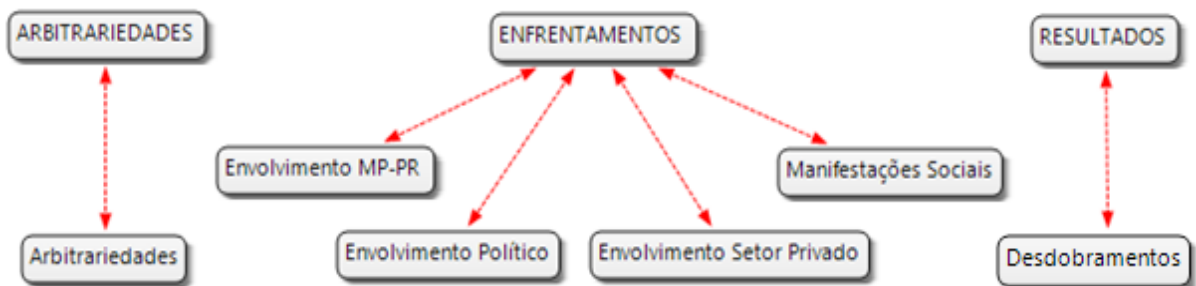 ARBITRARIEDADES
ENFRENTAMENTOS
RESULTADOS
Envolvimento MP-PR
Manifestações Sociais
Arbitrariedades
Envolvimento Político
Envolvimento Setor Privado
Desdobramentos